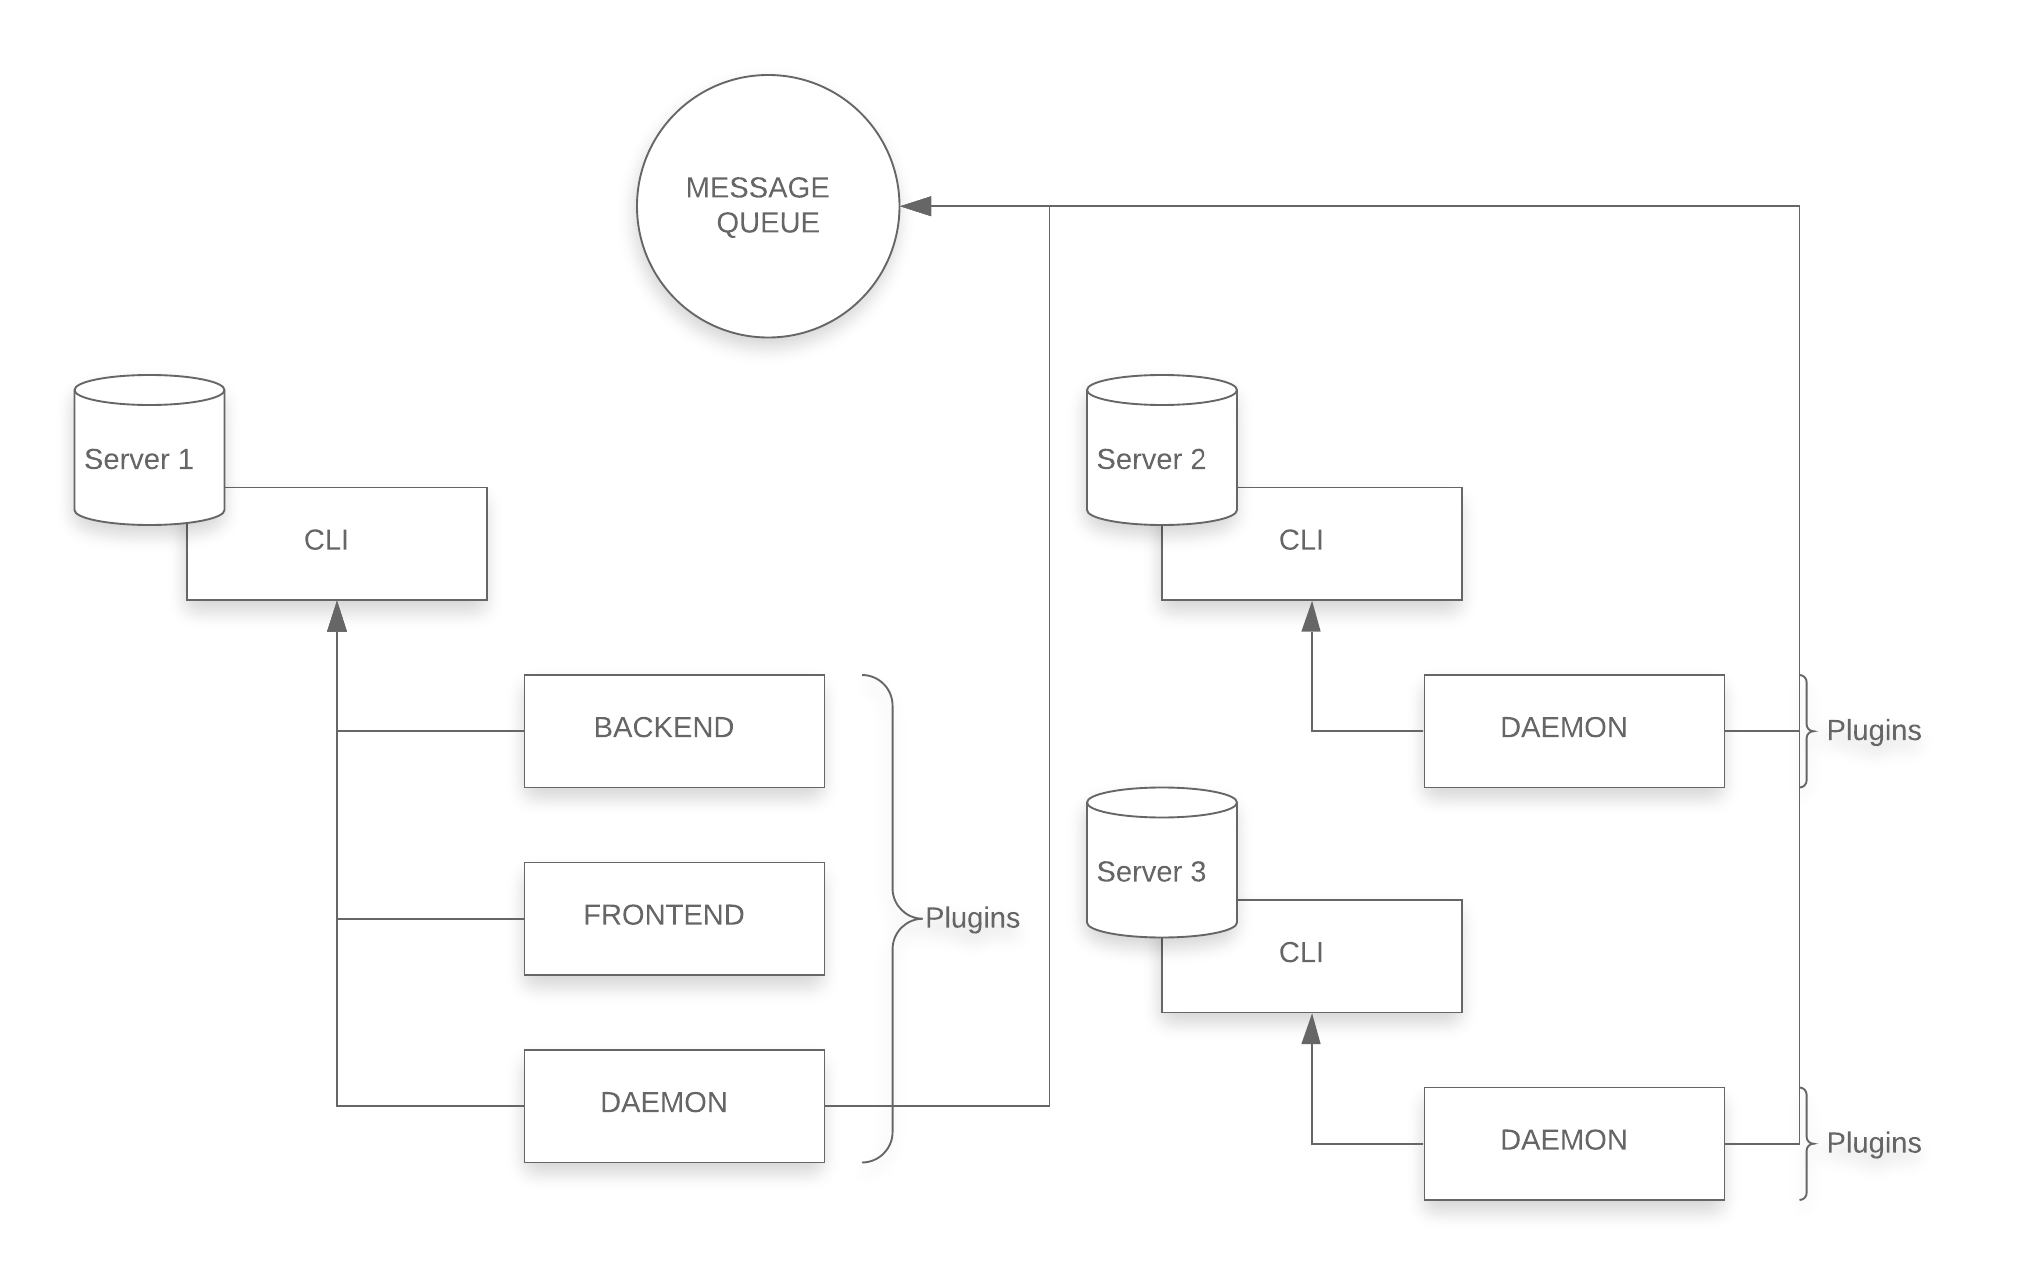 MESSAGE
QUEUE
Server 1
CLI
BACKEND
FRONTEND
DAEMON
Plugins
Server 2
CLI
DAEMON
Plugins
Server 3
CLI
DAEMON
Plugins